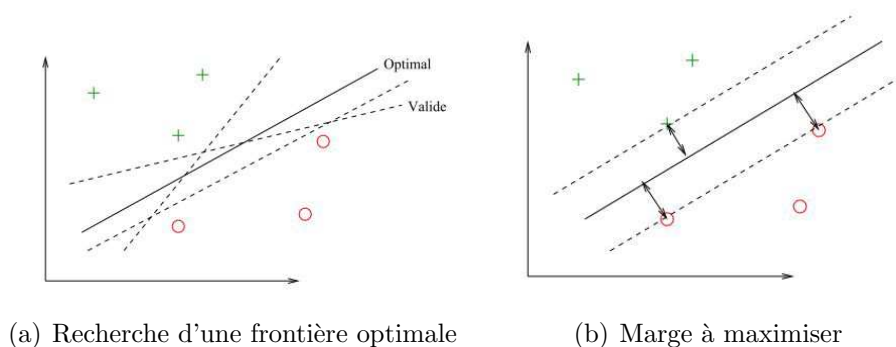 Optimal
Valide
(a) Recherche d'une frontière optimale
(b) Marge à maximiser